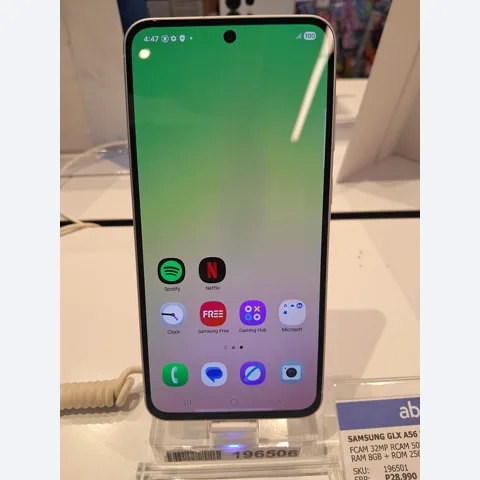 4:47
100
Spotify
Netflix
FREE
Clock
Samsung Free
Gaming Hub
Microsoft
196506
ab
SAMSUNG GLX A56
FCAM 32MP RCAM 50
RAM 8GB + ROM 256
SKU: 196501
SRP: ₱28,990